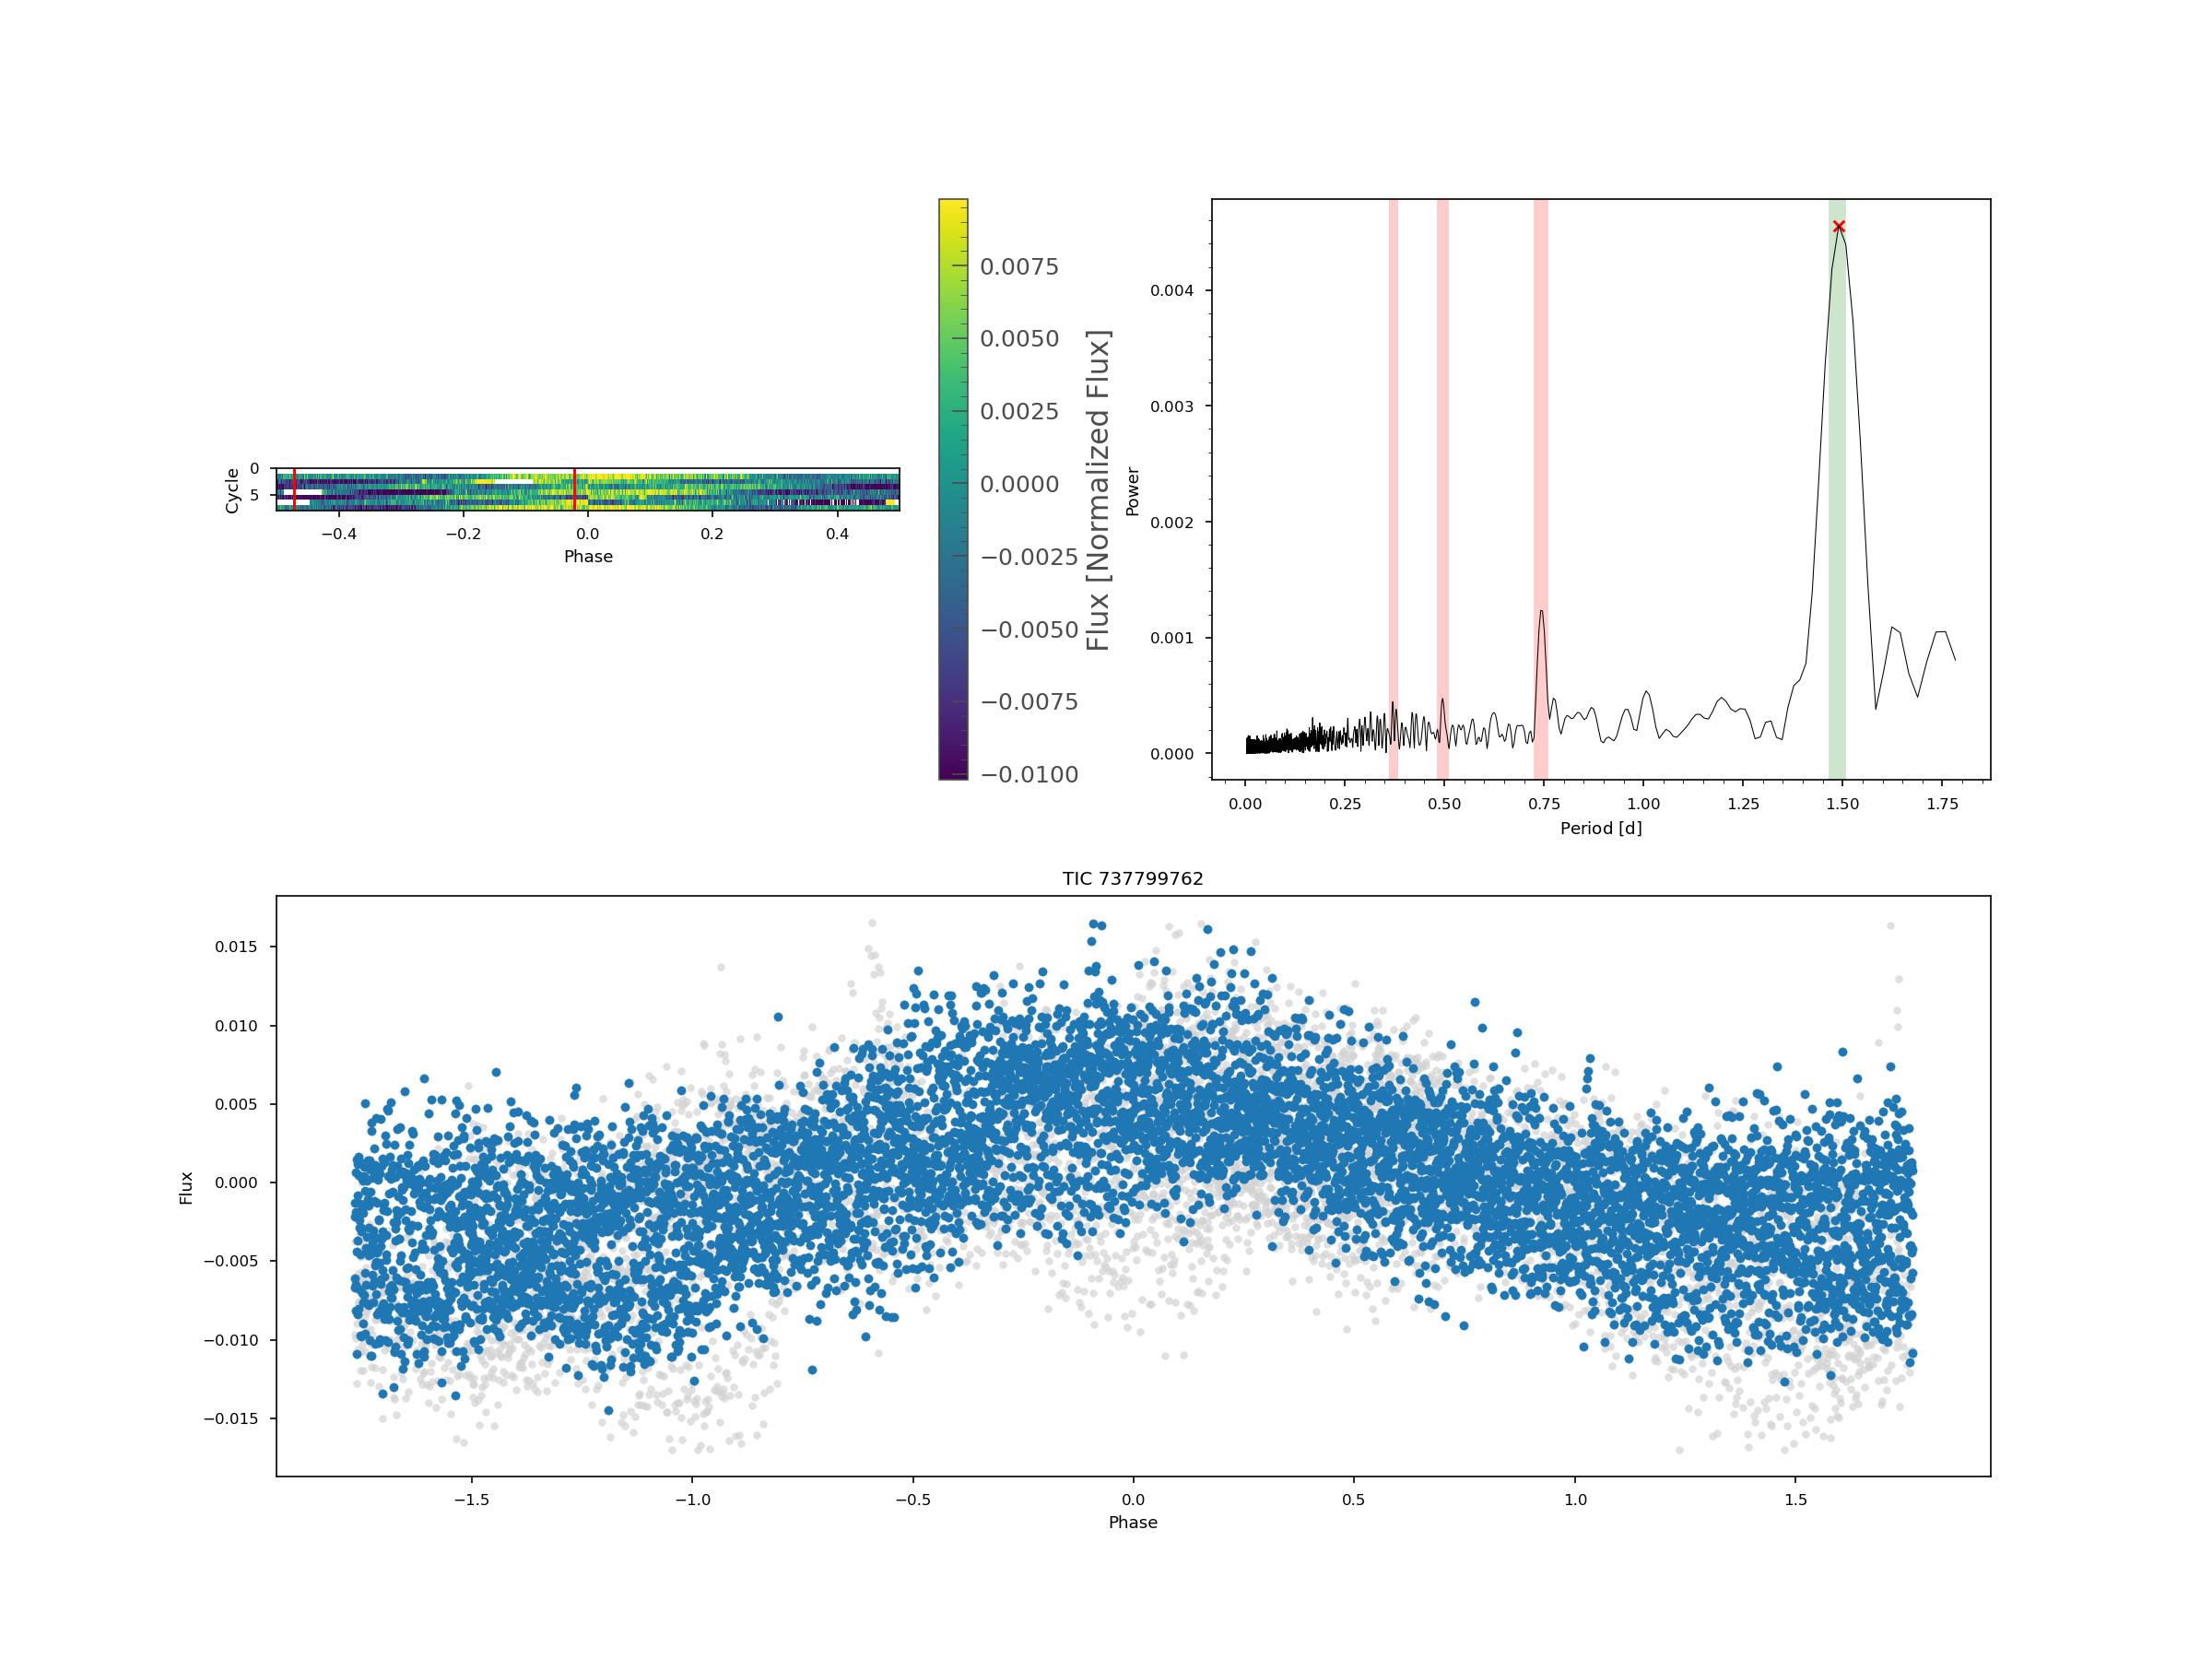 0.0075
0.0050
0.0025
0.0000
−0.0025
−0.0050
−0.0075
−0.0100
Flux [Normalized Flux]
0
5
Cycle
−0.4 −0.2 0.0 0.2 0.4
Phase
0.004
0.003
0.002
0.001
0.000
Power
0.00 0.25 0.50 0.75 1.00 1.25 1.50 1.75
Period [d]
TIC 737799762
0.015
0.010
0.005
0.000
−0.005
−0.010
−0.015
Flux
−1.5 −1.0 −0.5 0.0 0.5 1.0 1.5
Phase